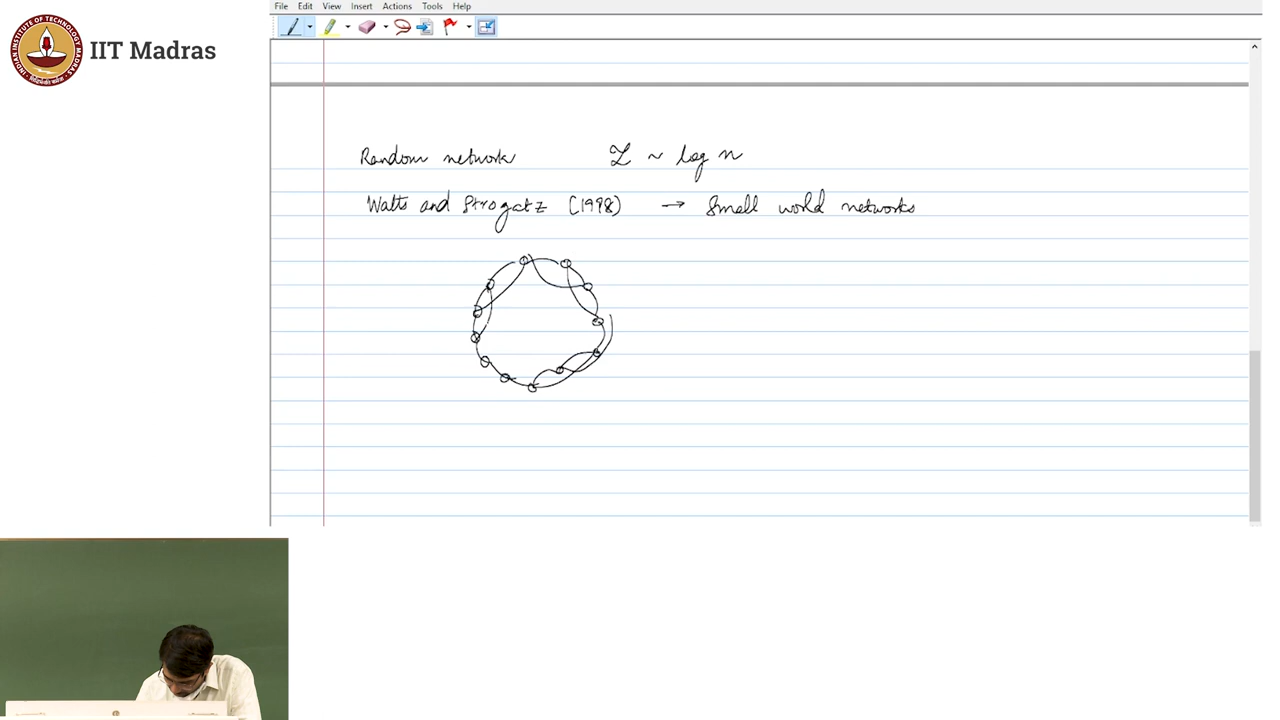 IIT Madras
File Edit View Insert Actions Tools Help
Random network L ~ log n
Watts and Strogatz (1998) → Small world networks